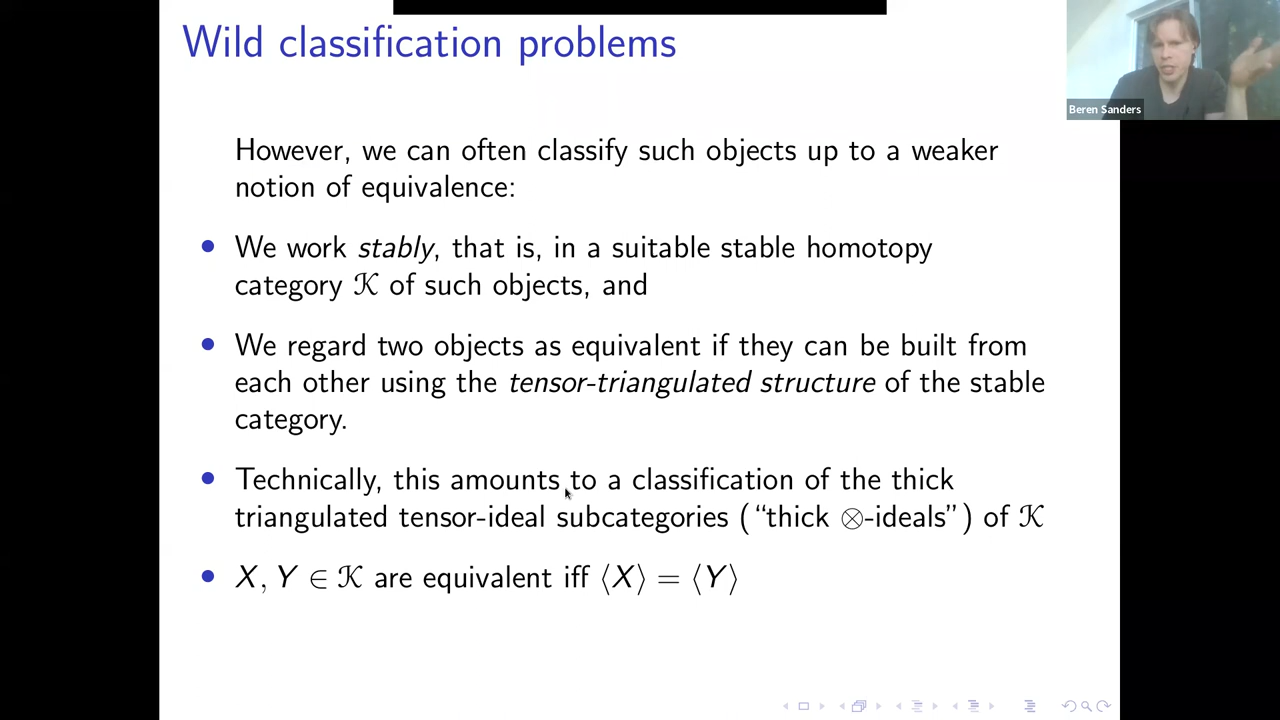 Wild classification problems
Beren Sanders
However, we can often classify such objects up to a weaker
notion of equivalence:
• We work stably, that is, in a suitable stable homotopy
category 𝒦 of such objects, and
• We regard two objects as equivalent if they can be built from
each other using the tensor-triangulated structure of the stable
category.
• Technically, this amounts to a classification of the thick
triangulated tensor-ideal subcategories (“thick ⊗-ideals”) of 𝒦
• X, Y ∈ 𝒦 are equivalent iff ⟨X⟩ = ⟨Y⟩